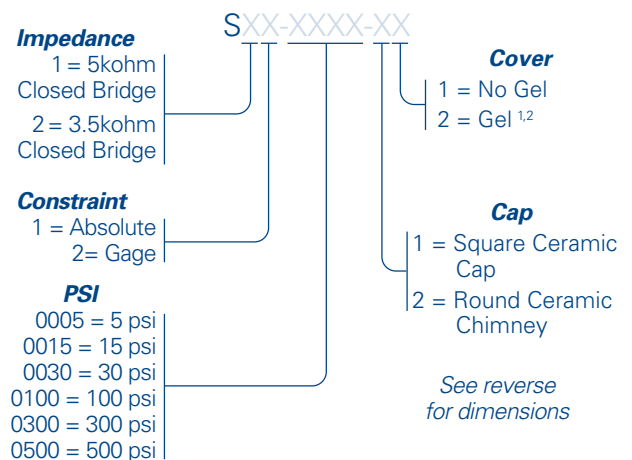 SXX-XXXX-XX
Impedance
1 = 5kohm
Closed Bridge
2 = 3.5kohm
Closed Bridge
Constraint
1 = Absolute
2= Gage
PSI
0005 = 5 psi
0015 = 15 psi
0030 = 30 psi
0100 = 100 psi
0300 = 300 psi
0500 = 500 psi
Cover
1 = No Gel
2 = Gel 1,2
Cap
1 = Square Ceramic
Cap
2 = Round Ceramic
Chimney
See reverse
for dimensions